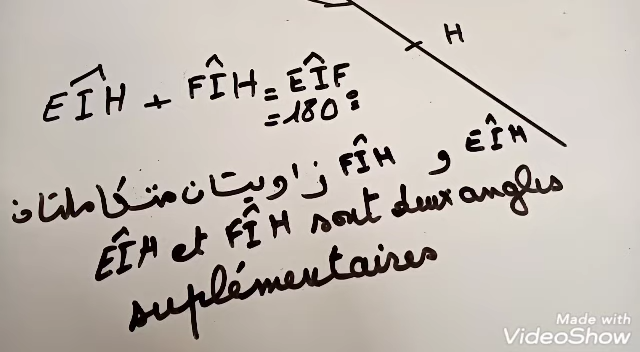 H
EÎH + FÎH = EÎF
= 180°
EÎH و FÎH زاويتان متكاملتان
EÎH et FÎH sont deux angles
suplémentaires
Made with
VideoShow